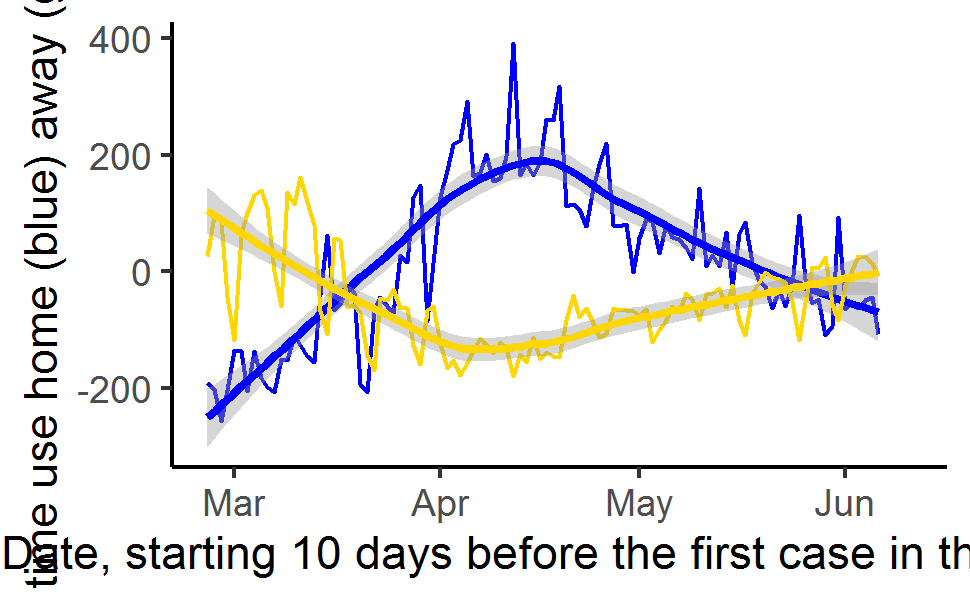 time use home (blue) away (
400
200
0
-200
Mar Apr May Jun
Date, starting 10 days before the first case in th